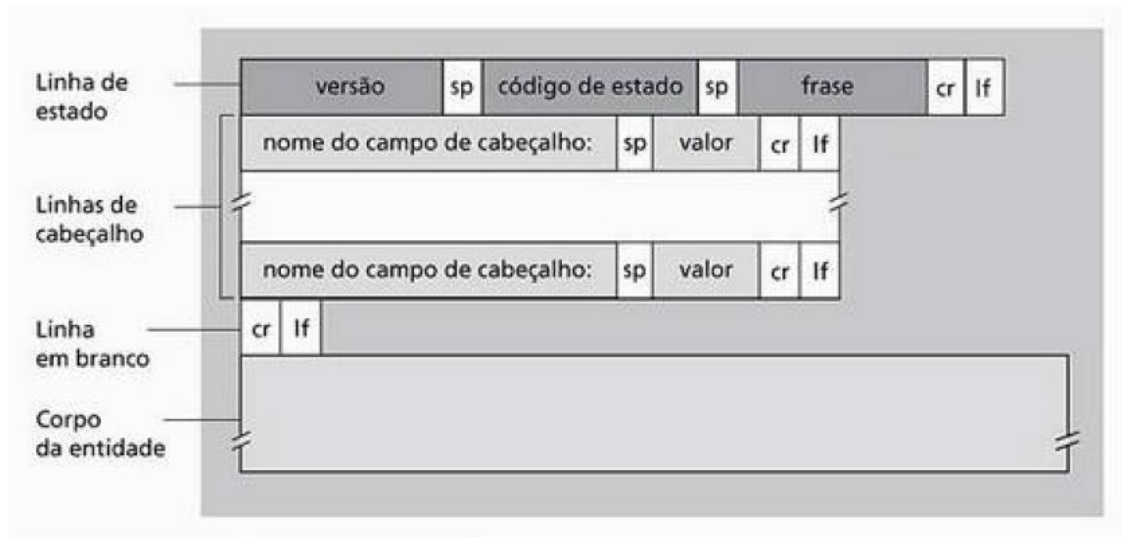 Linha de
estado
versão sp código de estado sp frase cr lf
nome do campo de cabeçalho: sp valor cr lf
Linhas de
cabeçalho
nome do campo de cabeçalho: sp valor cr lf
Linha
em branco
cr lf
Corpo
da entidade